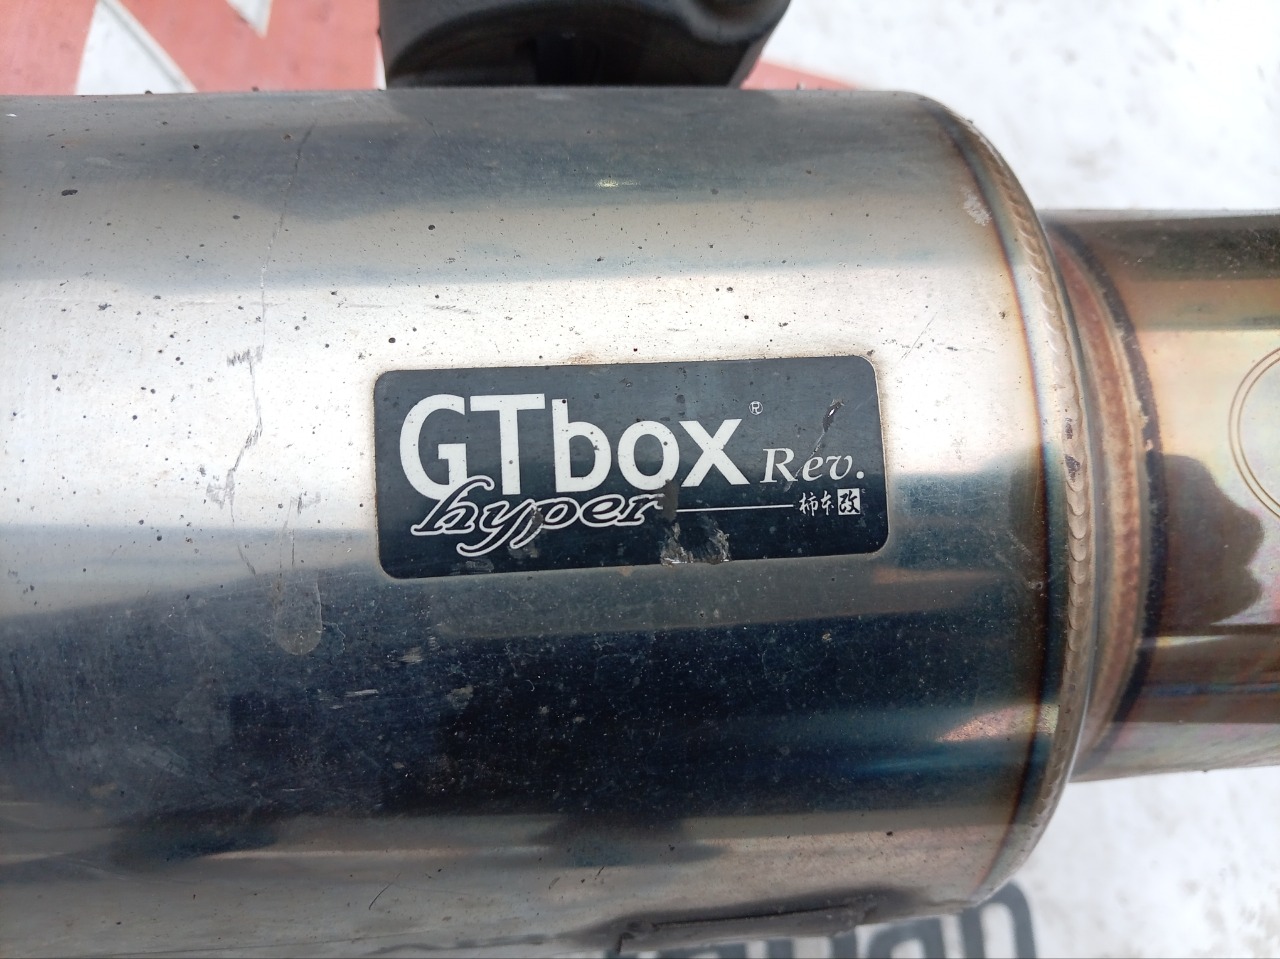 GTbox® Rev.
hyper 柿本改